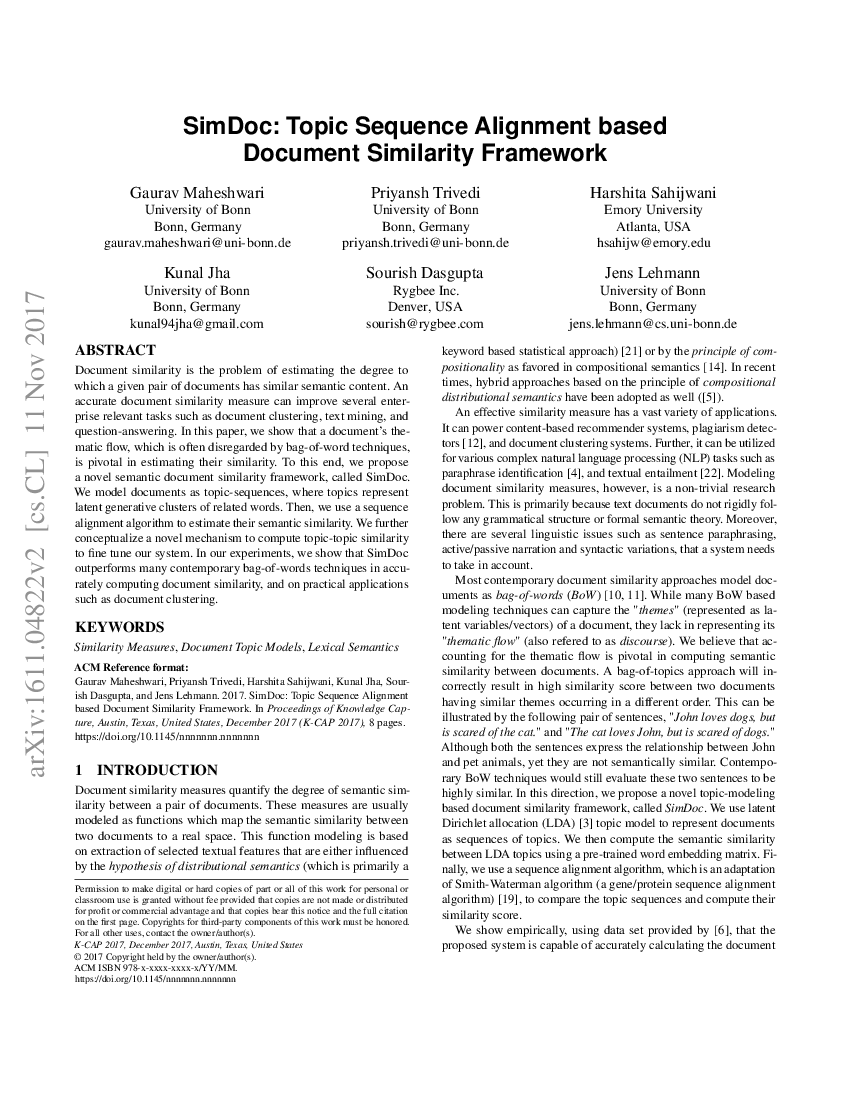 SimDoc: Topic Sequence Alignment based
Document Similarity Framework
Gaurav Maheshwari
University of Bonn
Bonn, Germany
gaurav.maheshwari@uni-bonn.de
Priyansh Trivedi
University of Bonn
Bonn, Germany
priyansh.trivedi@uni-bonn.de
Harshita Sahijwani
Emory University
Atlanta, USA
hsahijw@emory.edu
Kunal Jha
University of Bonn
Bonn, Germany
kunal94jha@gmail.com
Sourish Dasgupta
Rygbee Inc.
Denver, USA
sourish@rygbee.com
Jens Lehmann
University of Bonn
Bonn, Germany
jens.lehmann@cs.uni-bonn.de
arXiv:1611.04822v2 [cs.CL] 11 Nov 2017
ABSTRACT
Document similarity is the problem of estimating the degree to
which a given pair of documents has similar semantic content. An
accurate document similarity measure can improve several enter-
prise relevant tasks such as document clustering, text mining, and
question-answering. In this paper, we show that a document's the-
matic flow, which is often disregarded by bag-of-word techniques,
is pivotal in estimating their similarity. To this end, we propose
a novel semantic document similarity framework, called SimDoc.
We model documents as topic-sequences, where topics represent
latent generative clusters of related words. Then, we use a sequence
alignment algorithm to estimate their semantic similarity. We further
conceptualize a novel mechanism to compute topic-topic similarity
to fine tune our system. In our experiments, we show that SimDoc
outperforms many contemporary bag-of-words techniques in accu-
rately computing document similarity, and on practical applications
such as document clustering.
KEYWORDS
Similarity Measures, Document Topic Models, Lexical Semantics
ACM Reference format:
Gaurav Maheshwari, Priyansh Trivedi, Harshita Sahijwani, Kunal Jha, Sour-
ish Dasgupta, and Jens Lehmann. 2017. SimDoc: Topic Sequence Alignment
based Document Similarity Framework. In Proceedings of Knowledge Cap-
ture, Austin, Texas, United States, December 2017 (K-CAP 2017), 8 pages.
https://doi.org/10.1145/nnnnnnn.nnnnnnn
1 INTRODUCTION
Document similarity measures quantify the degree of semantic sim-
ilarity between a pair of documents. These measures are usually
modeled as functions which map the semantic similarity between
two documents to a real space. This function modeling is based
on extraction of selected textual features that are either influenced
by the hypothesis of distributional semantics (which is primarily a
Permission to make digital or hard copies of part or all of this work for personal or
classroom use is granted without fee provided that copies are not made or distributed
for profit or commercial advantage and that copies bear this notice and the full citation
on the first page. Copyrights for third-party components of this work must be honored.
For all other uses, contact the owner/author(s).
K-CAP 2017, December 2017, Austin, Texas, United States
© 2017 Copyright held by the owner/author(s).
ACM ISBN 978-x-xxxx-xxxx-x/YY/MM.
https://doi.org/10.1145/nnnnnnn.nnnnnnn
keyword based statistical approach) [21] or by the principle of com-
positionality as favored in compositional semantics [14]. In recent
times, hybrid approaches based on the principle of compositional
distributional semantics have been adopted as well ([5]).
An effective similarity measure has a vast variety of applications.
It can power content-based recommender systems, plagiarism detec-
tors [12], and document clustering systems. Further, it can be utilized
for various complex natural language processing (NLP) tasks such as
paraphrase identification [4], and textual entailment [22]. Modeling
document similarity measures, however, is a non-trivial research
problem. This is primarily because text documents do not rigidly fol-
low any grammatical structure or formal semantic theory. Moreover,
there are several linguistic issues such as sentence paraphrasing,
active/passive narration and syntactic variations, that a system needs
to take in account.
Most contemporary document similarity approaches model doc-
uments as bag-of-words (BoW) [10, 11]. While many BoW based
modeling techniques can capture the "themes" (represented as la-
tent variables/vectors) of a document, they lack in representing its
"thematic flow" (also refered to as discourse). We believe that ac-
counting for the thematic flow is pivotal in computing semantic
similarity between documents. A bag-of-topics approach will in-
correctly result in high similarity score between two documents
having similar themes occurring in a different order. This can be
illustrated by the following pair of sentences, "John loves dogs, but
is scared of the cat." and "The cat loves John, but is scared of dogs."
Although both the sentences express the relationship between John
and pet animals, yet they are not semantically similar. Contempo-
rary BoW techniques would still evaluate these two sentences to be
highly similar. In this direction, we propose a novel topic-modeling
based document similarity framework, called SimDoc. We use latent
Dirichlet allocation (LDA) [3] topic model to represent documents
as sequences of topics. We then compute the semantic similarity
between LDA topics using a pre-trained word embedding matrix. Fi-
nally, we use a sequence alignment algorithm, which is an adaptation
of Smith-Waterman algorithm (a gene/protein sequence alignment
algorithm) [19], to compare the topic sequences and compute their
similarity score.
We show empirically, using data set provided by [6], that the
proposed system is capable of accurately calculating the document